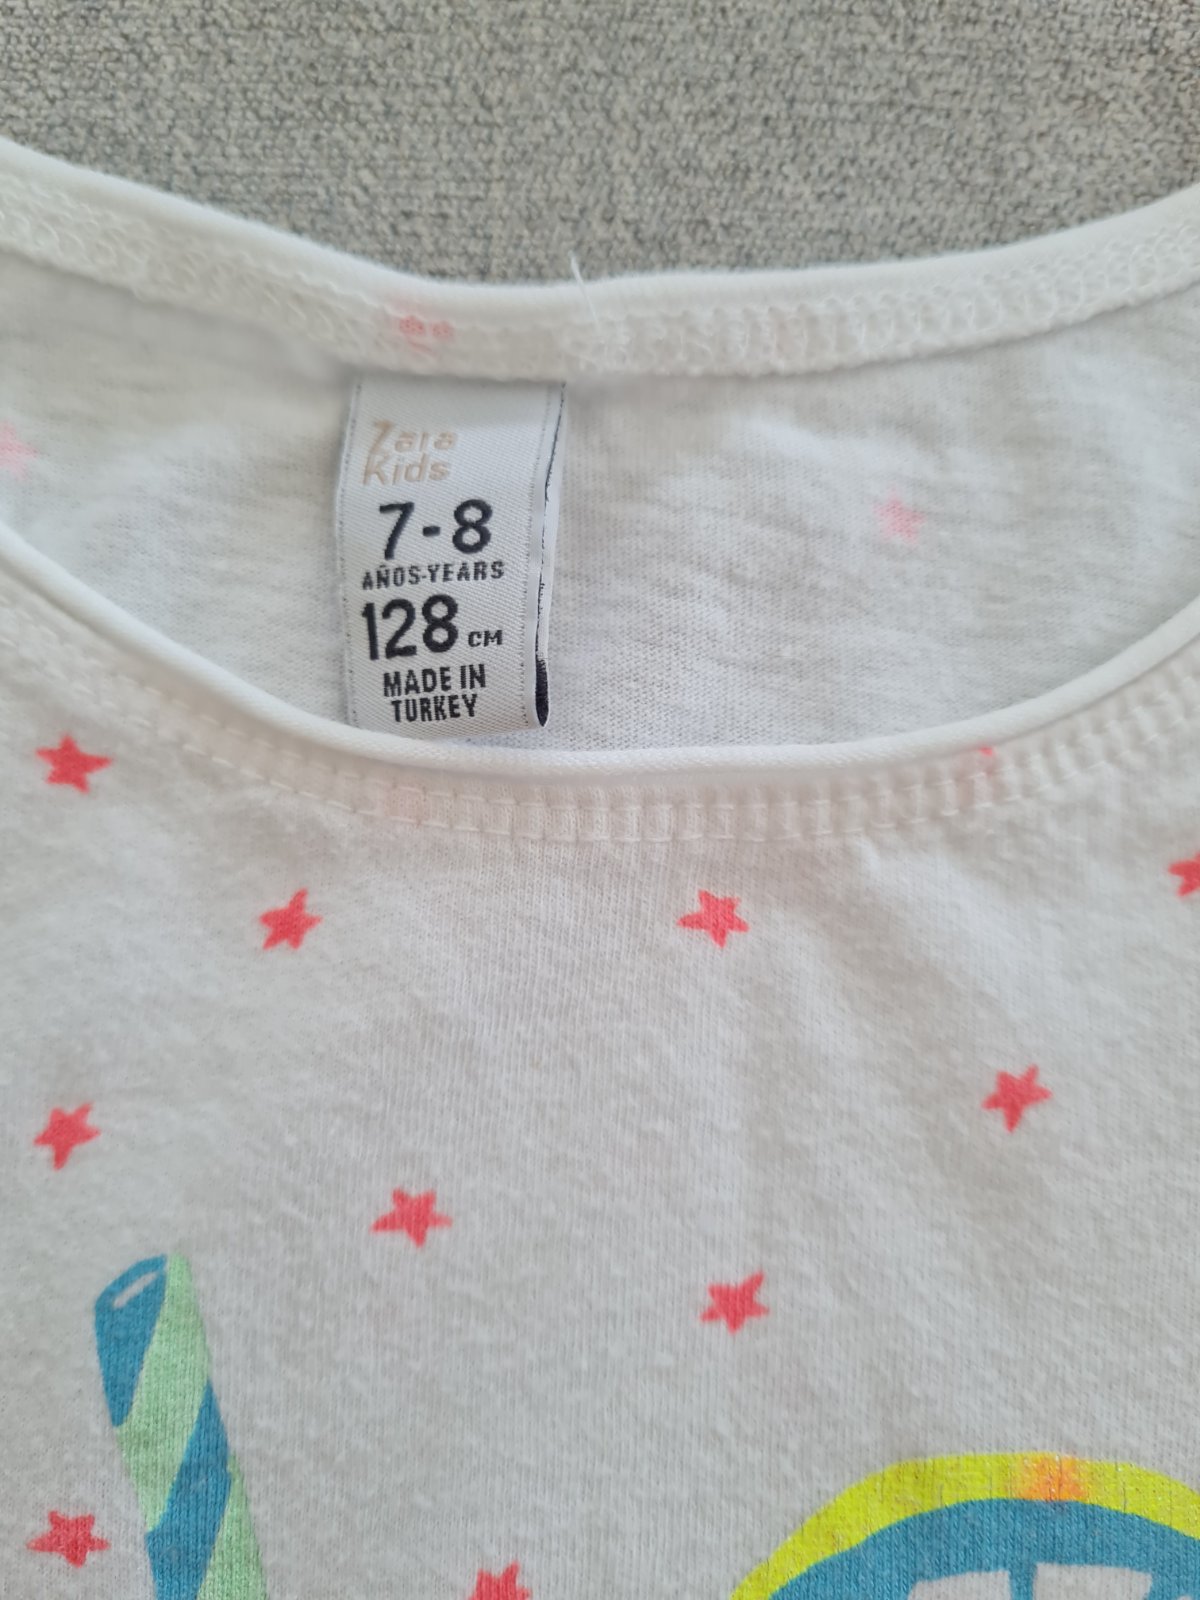 Zara
Kids
7-8
AÑOS-YEARS
128 CM
MADE IN
TURKEY